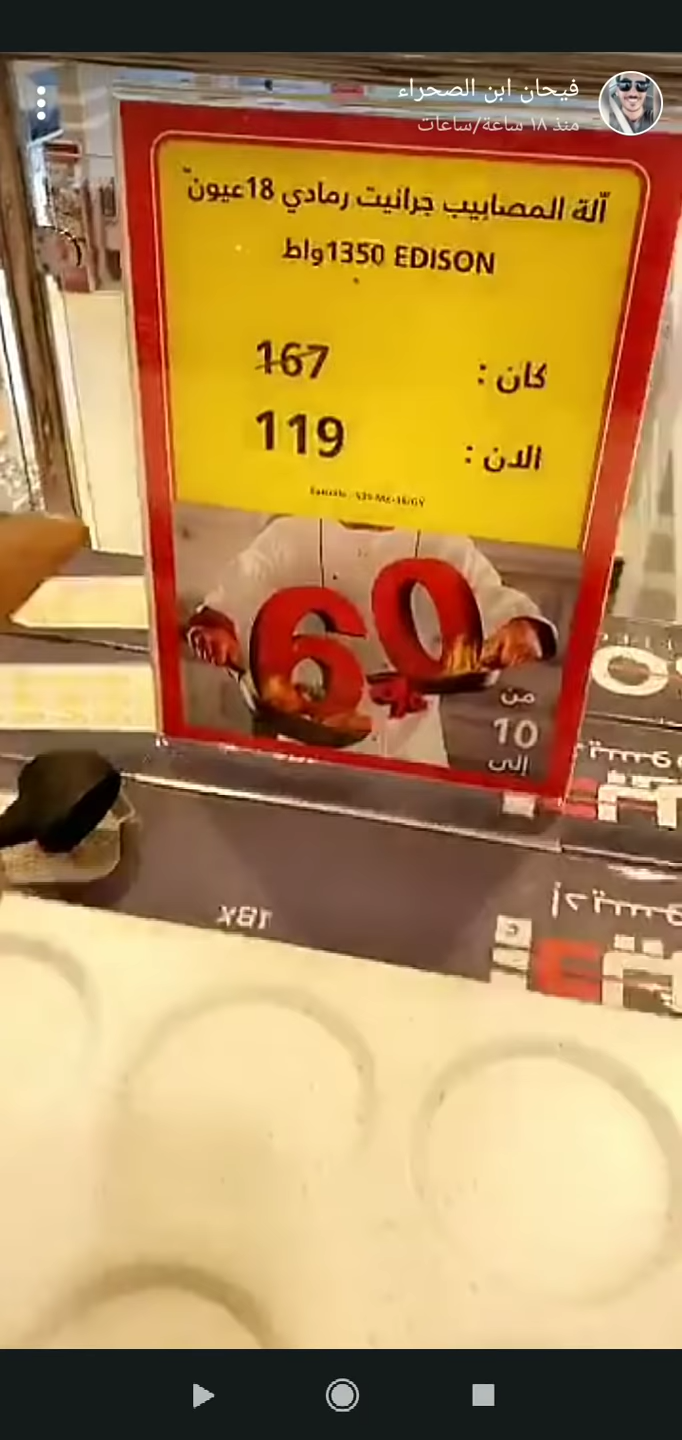 فيحان ابن الصحراء
منذ ١٨ ساعة/ساعات
آلة المصابيب جرانيت رمادي 18عيون
EDISON 1350واط
كان : 167
الان : 119
60%
من
10
إلى